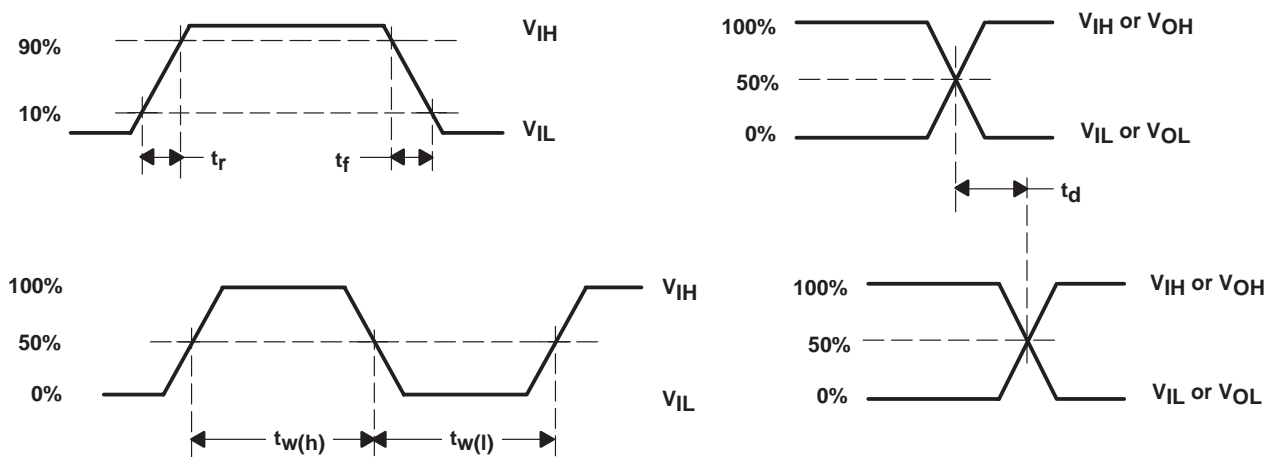 90%
10%
VIH
VIL
tr
tf
100%
50%
0%
VIH or VOH
VIL or VOL
td
100%
50%
0%
VIH
VIL
tw(h)
tw(l)
100%
50%
0%
VIH or VOH
VIL or VOL